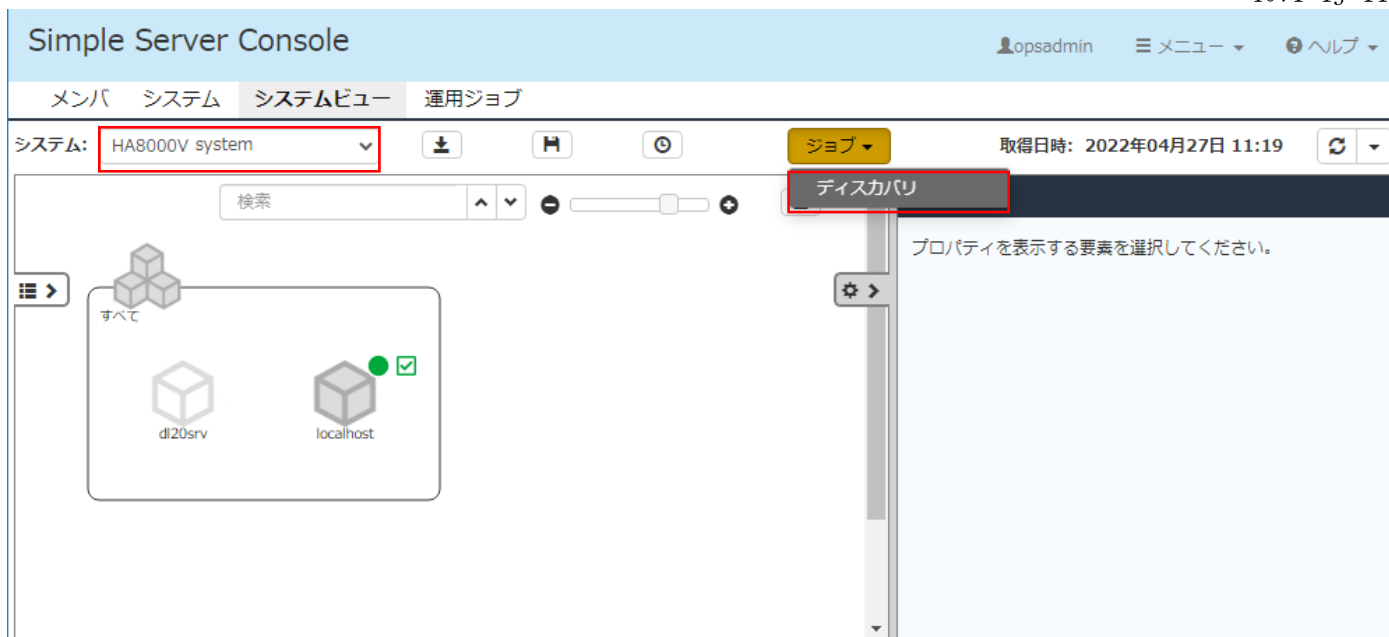 Simple Server Console
opsadmin メニュー ヘルプ
メンバ システム システムビュー 運用ジョブ
システム: HA8000V system ジョブ 取得日時: 2022年04月27日 11:19
ディスカバリ
検索
プロパティを表示する要素を選択してください。
すべて
dl20srv localhost